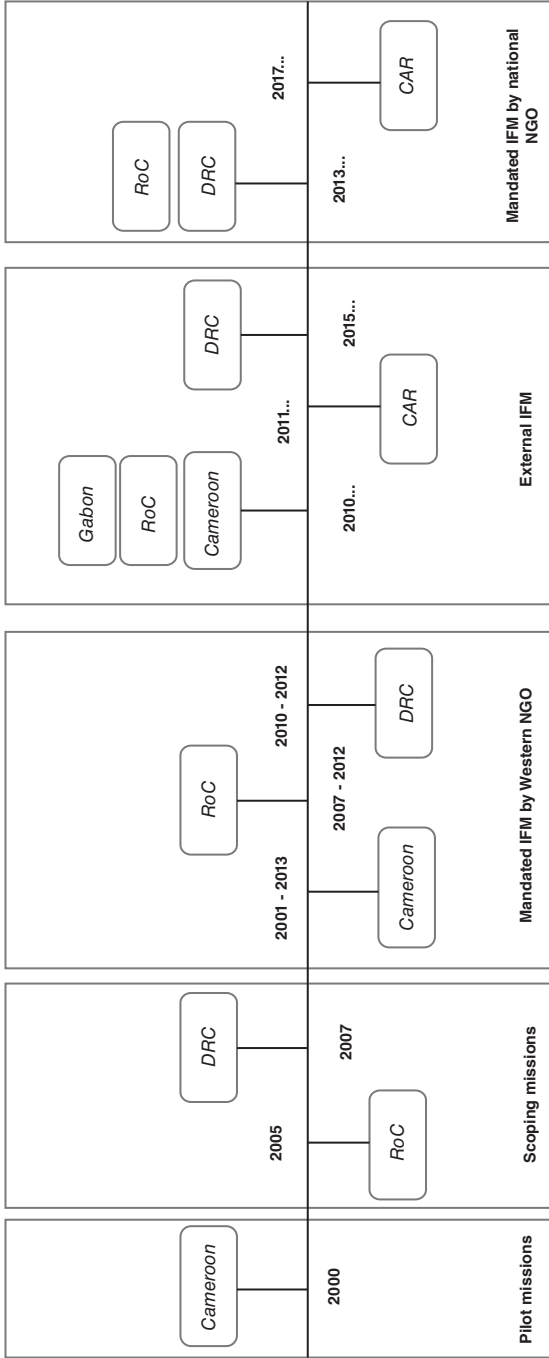 Cameroon
2000
Pilot missions
DRC
2005
2007
RoC
Scoping missions
RoC
2001 - 2013
2010 - 2012
2007 - 2012
Cameroon
DRC
Mandated IFM by Western NGO
Gabon
RoC
Cameroon
DRC
2011...
2010...
2015...
CAR
External IFM
RoC
DRC
2017...
2013...
CAR
Mandated IFM by national
NGO